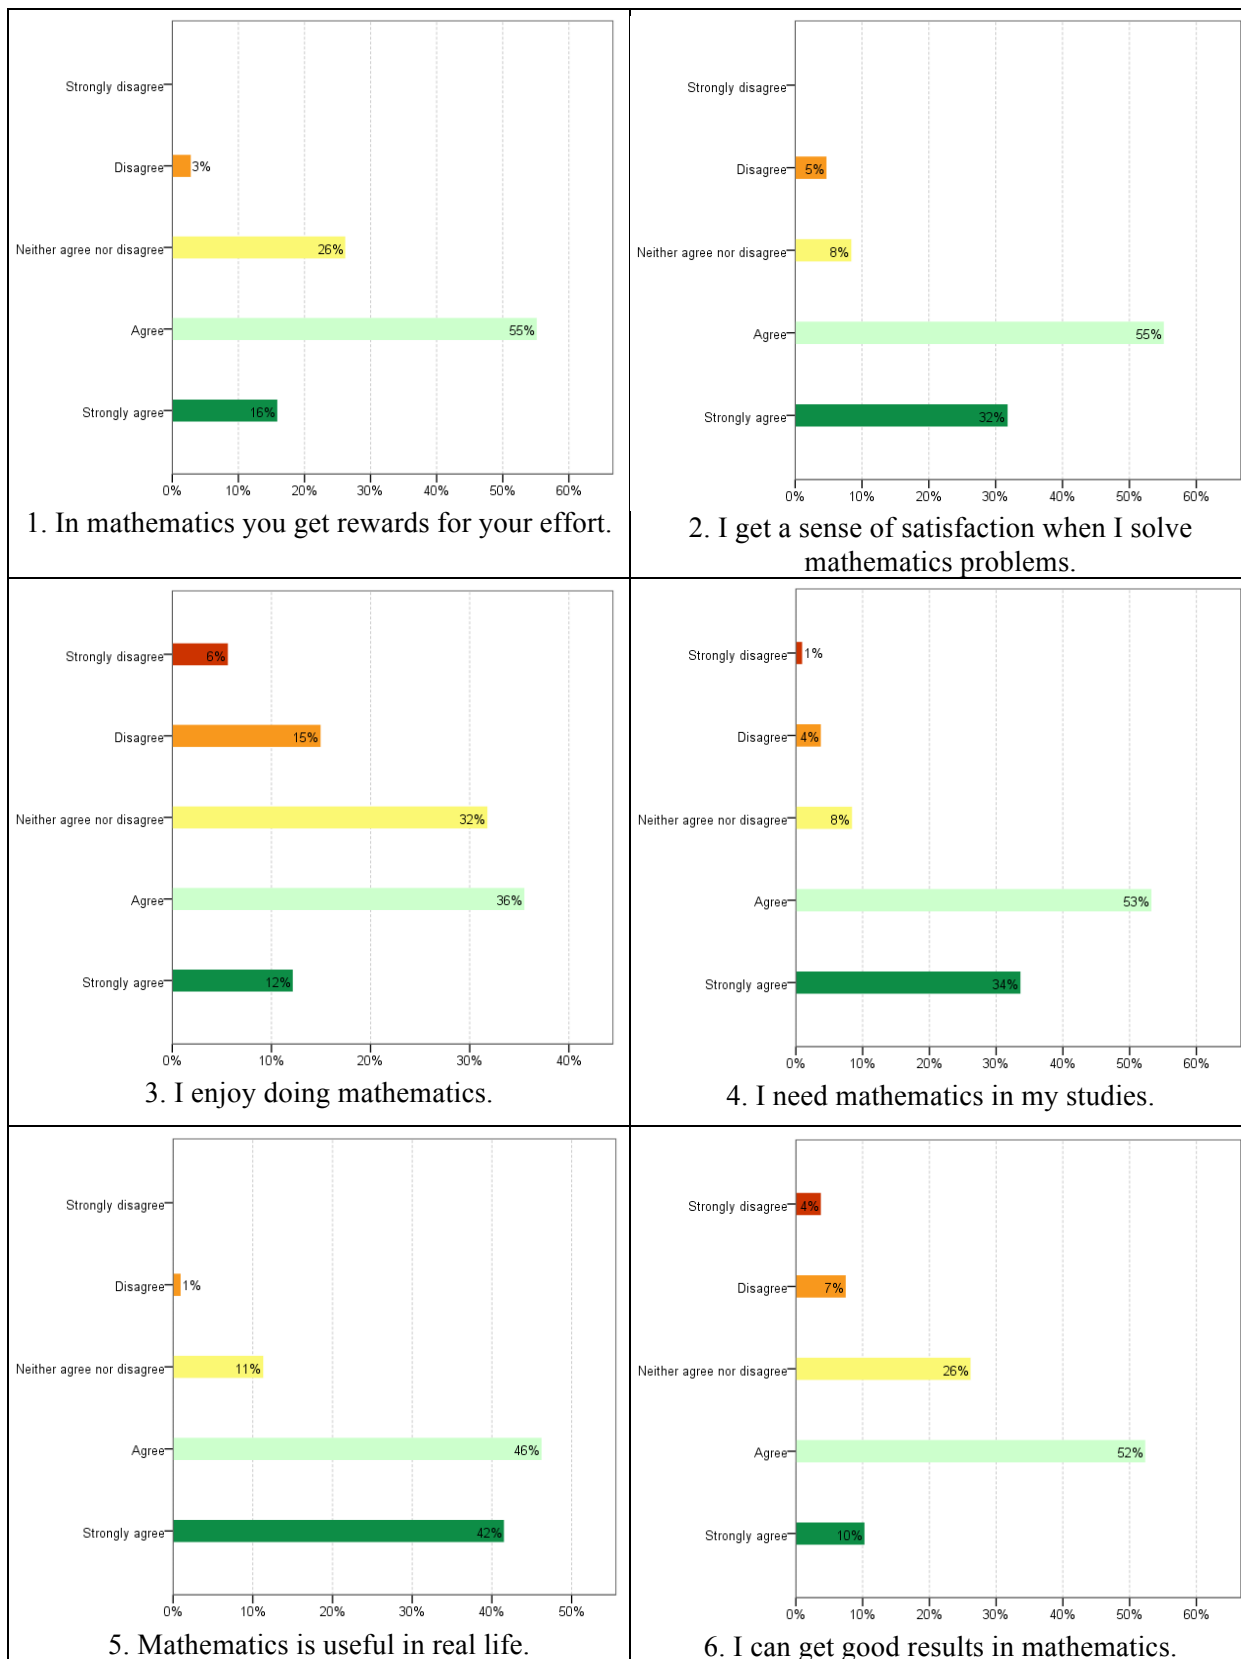 Strongly disagree
Disagree 3%
Neither agree nor disagree 26%
Agree 55%
Strongly agree 16%
0% 10% 20% 30% 40% 50% 60%
1. In mathematics you get rewards for your effort.
Strongly disagree
Disagree 5%
Neither agree nor disagree 8%
Agree 55%
Strongly agree 32%
0% 10% 20% 30% 40% 50% 60%
2. I get a sense of satisfaction when I solve
mathematics problems.
Strongly disagree 6%
Disagree 15%
Neither agree nor disagree 32%
Agree 36%
Strongly agree 12%
0% 10% 20% 30% 40%
3. I enjoy doing mathematics.
Strongly disagree 1%
Disagree 4%
Neither agree nor disagree 8%
Agree 53%
Strongly agree 34%
0% 10% 20% 30% 40% 50% 60%
4. I need mathematics in my studies.
Strongly disagree
Disagree 1%
Neither agree nor disagree 11%
Agree 46%
Strongly agree 42%
0% 10% 20% 30% 40% 50%
5. Mathematics is useful in real life.
Strongly disagree 4%
Disagree 7%
Neither agree nor disagree 26%
Agree 52%
Strongly agree 10%
0% 10% 20% 30% 40% 50% 60%
6. I can get good results in mathematics.